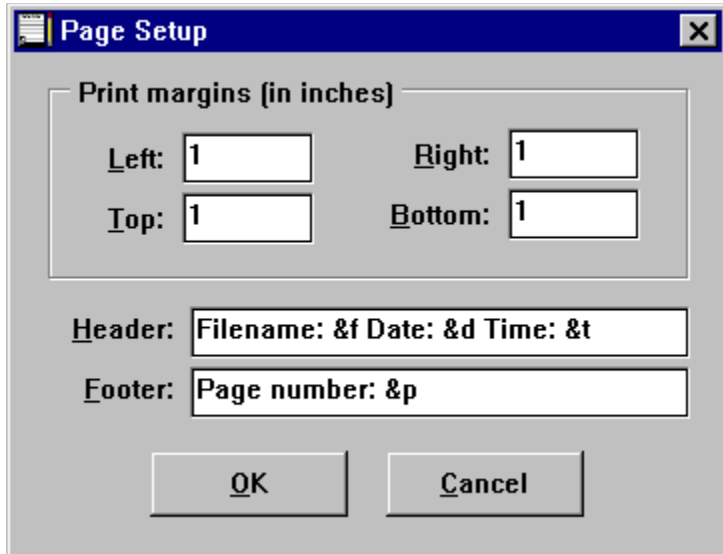 Page Setup
Print margins (in inches)
Left: 1 Right: 1
Top: 1 Bottom: 1
Header: Filename: &f Date: &d Time: &t
Footer: Page number: &p
OK Cancel